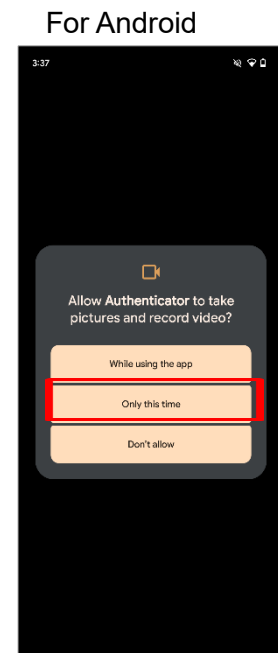 For Android
3:37
Allow Authenticator to take
pictures and record video?
While using the app
Only this time
Don't allow